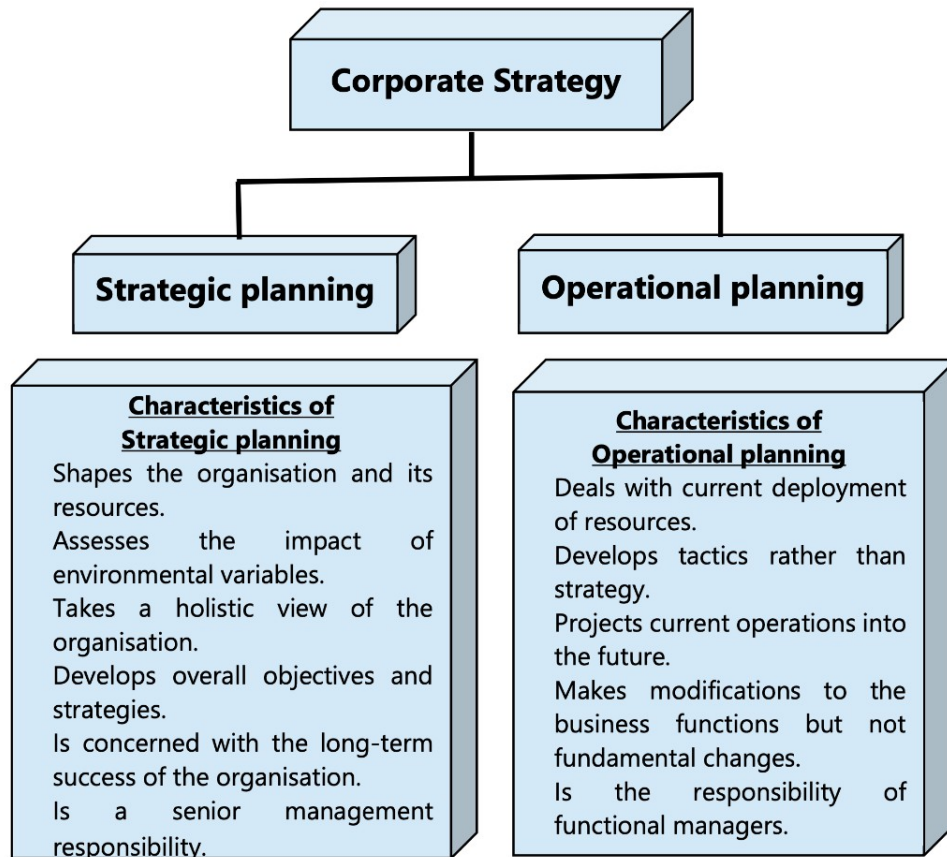 Corporate Strategy
Strategic planning
Operational planning
Characteristics of
Strategic planning
Shapes the organisation and its
resources.
Assesses the impact of
environmental variables.
Takes a holistic view of the
organisation.
Develops overall objectives and
strategies.
Is concerned with the long-term
success of the organisation.
Is a senior management
responsibility.
Characteristics of
Operational planning
Deals with current deployment
of resources.
Develops tactics rather than
strategy.
Projects current operations into
the future.
Makes modifications to the
business functions but not
fundamental changes.
Is the responsibility of
functional managers.